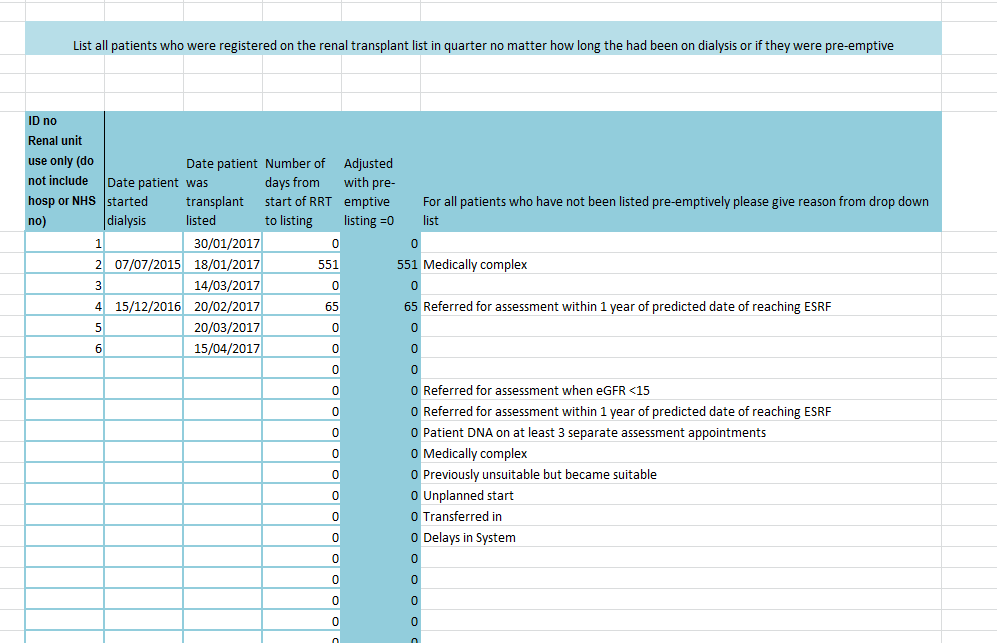 List all patients who were registered on the renal transplant list in quarter no matter how long the had been on dialysis or if they were pre-emptive
ID no
Renal unit
use only (do
not include
hosp or NHS
no)
Date patient
started
dialysis
Date patient
was
transplant
listed
Number of
days from
start of RRT
to listing
Adjusted
with pre-
emptive
listing =0
For all patients who have not been listed pre-emptively please give reason from drop down
list
1 30/01/2017 0 0
2 07/07/2015 18/01/2017 551 551 Medically complex
3 14/03/2017 0 0
4 15/12/2016 20/02/2017 65 65 Referred for assessment within 1 year of predicted date of reaching ESRF
5 20/03/2017 0 0
6 15/04/2017 0 0
0 0
0 0 Referred for assessment when eGFR <15
0 0 Referred for assessment within 1 year of predicted date of reaching ESRF
0 0 Patient DNA on at least 3 separate assessment appointments
0 0 Medically complex
0 0 Previously unsuitable but became suitable
0 0 Unplanned start
0 0 Transferred in
0 0 Delays in System
0 0
0 0
0 0
0 0
0 0